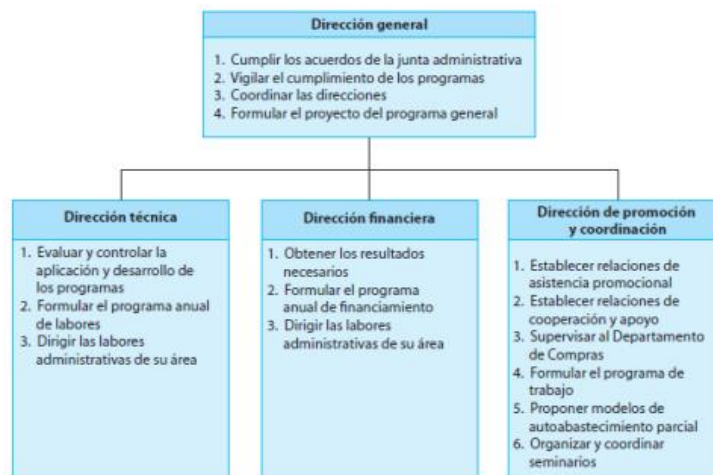 Dirección general
1. Cumplir los acuerdos de la junta administrativa
2. Vigilar el cumplimiento de los programas
3. Coordinar las direcciones
4. Formular el proyecto del programa general
Dirección técnica
1. Evaluar y controlar la
aplicación y desarrollo de
los programas
2. Formular el programa anual
de labores
3. Dirigir las labores
administrativas de su área
Dirección financiera
1. Obtener los resultados
necesarios
2. Formular el programa
anual de financiamiento
3. Dirigir las labores
administrativas de su área
Dirección de promoción
y coordinación
1. Establecer relaciones de
asistencia promocional
2. Establecer relaciones de
cooperación y apoyo
3. Supervisar al Departamento
de Compras
4. Formular el programa de
trabajo
5. Proponer modelos de
autoabastecimiento parcial
6. Organizar y coordinar
seminarios